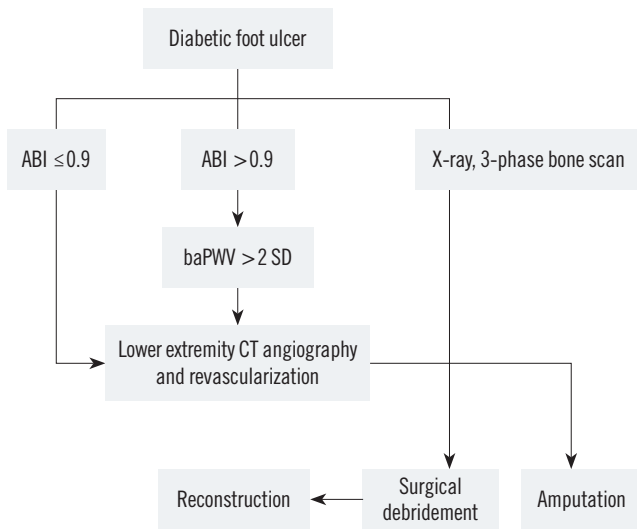 Diabetic foot ulcer
ABI ≤0.9
ABI >0.9
X-ray, 3-phase bone scan
baPWV >2 SD
Lower extremity CT angiography
and revascularization
Reconstruction
Surgical
debridement
Amputation